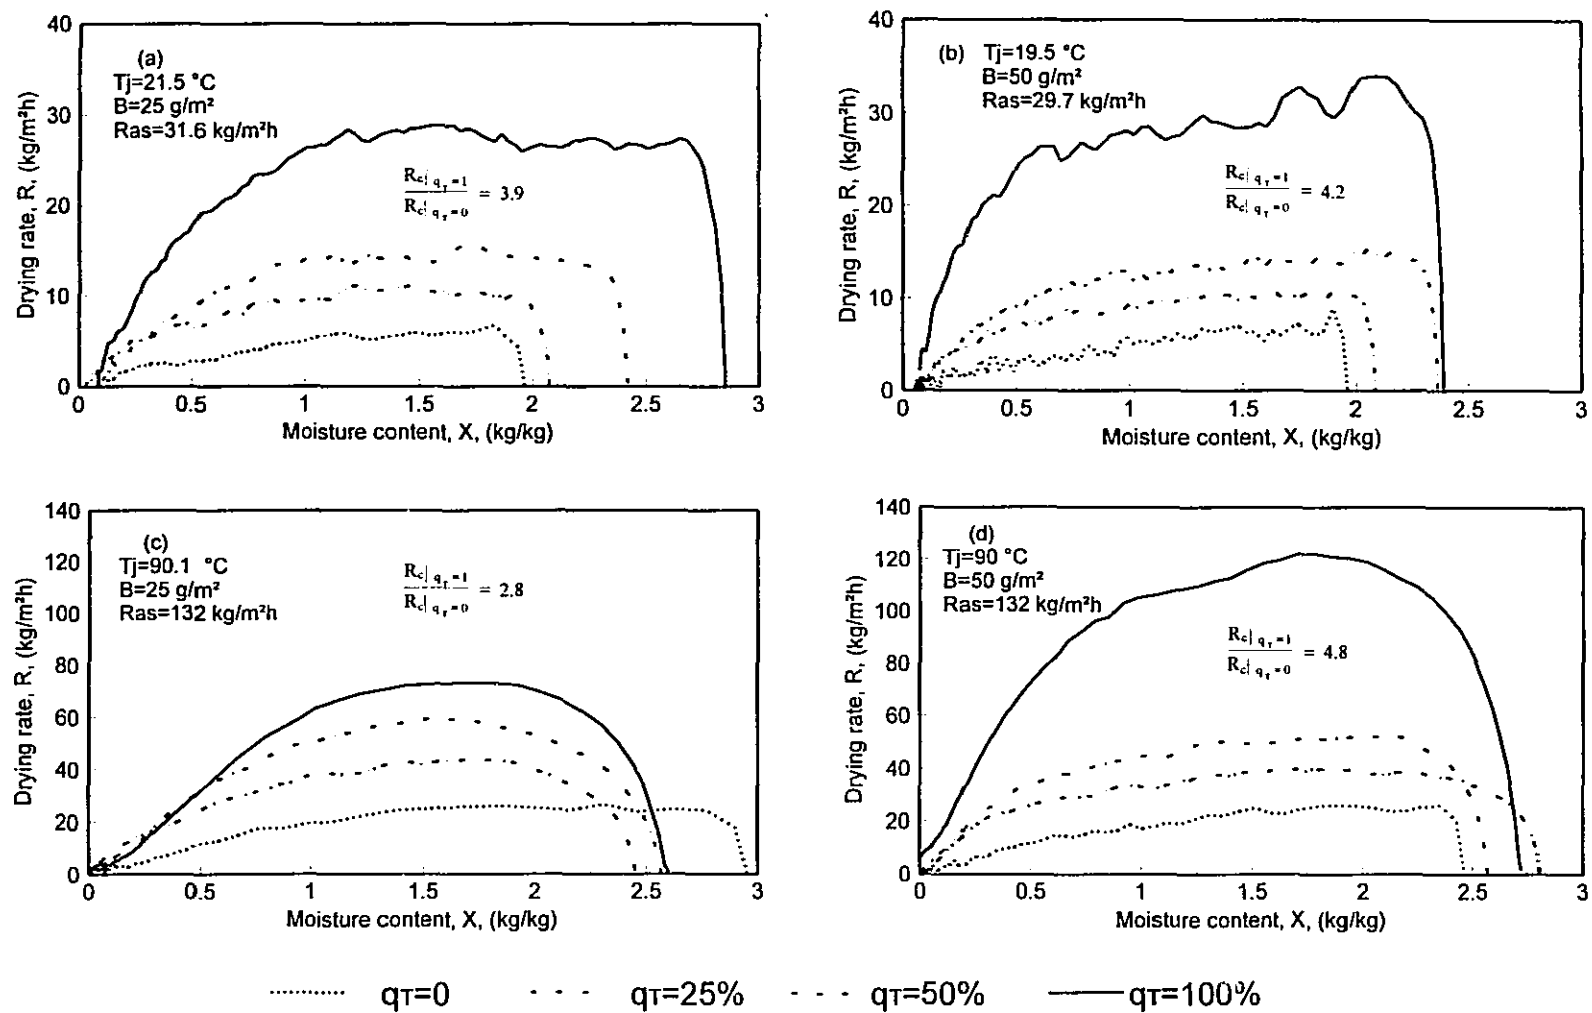 (a)
Tj=21.5 °C
B=25 g/m²
Ras=31.6 kg/m²h
Rc| qT=1
Rc| qT=0
= 3.9
Drying rate, R, (kg/m²h)
40
30
20
10
0
0 0.5 1 1.5 2 2.5 3
Moisture content, X, (kg/kg)
(b) Tj=19.5 °C
B=50 g/m²
Ras=29.7 kg/m²h
Rc| qT=1
Rc| qT=0
= 4.2
Drying rate, R, (kg/m²h)
40
30
20
10
0
0 0.5 1 1.5 2 2.5 3
Moisture content, X, (kg/kg)
(c)
Tj=90.1 °C
B=25 g/m²
Ras=132 kg/m²h
Rc| qT=1
Rc| qT=0
= 2.8
Drying rate, R, (kg/m²h)
140
120
100
80
60
40
20
0
0 0.5 1 1.5 2 2.5 3
Moisture content, X, (kg/kg)
(d)
Tj=90 °C
B=50 g/m²
Ras=132 kg/m²h
Rc| qT=1
Rc| qT=0
= 4.8
Drying rate, R, (kg/m²h)
140
120
100
80
60
40
20
0
0 0.5 1 1.5 2 2.5 3
Moisture content, X, (kg/kg)
qT=0 qT=25% qT=50% qT=100%